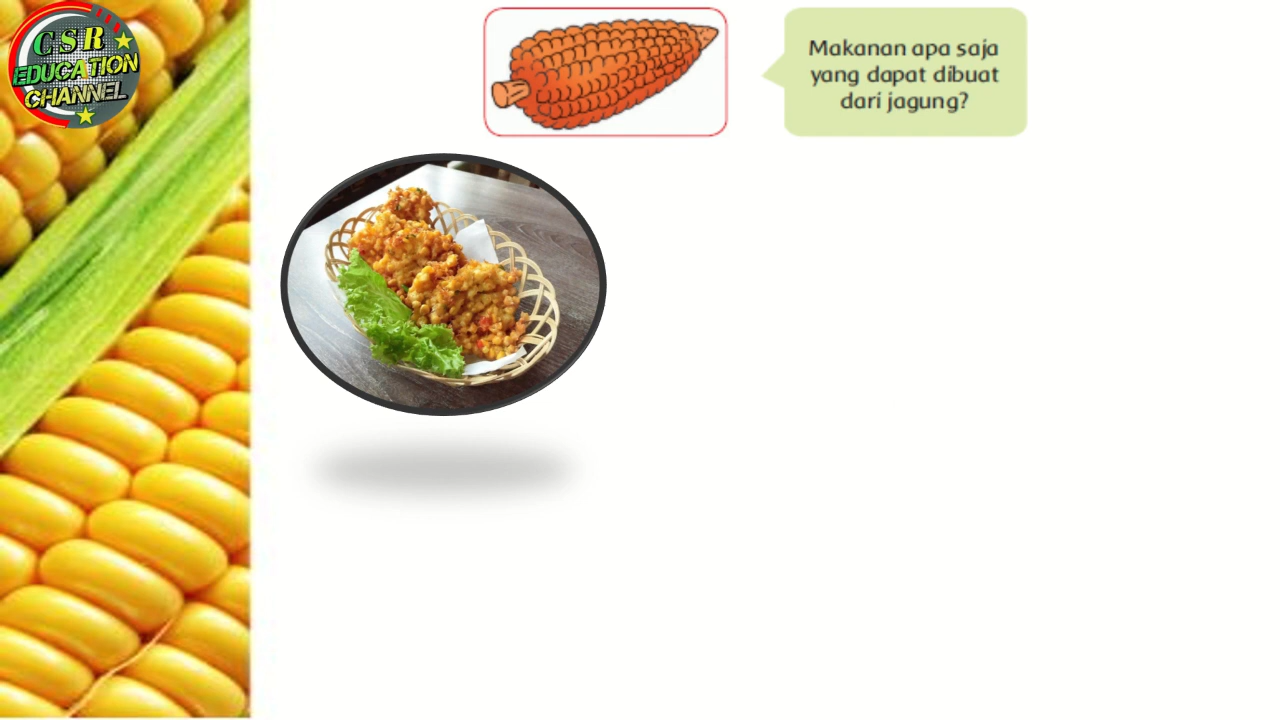 CSR
EDUCATION
CHANNEL
Makanan apa saja
yang dapat dibuat
dari jagung?